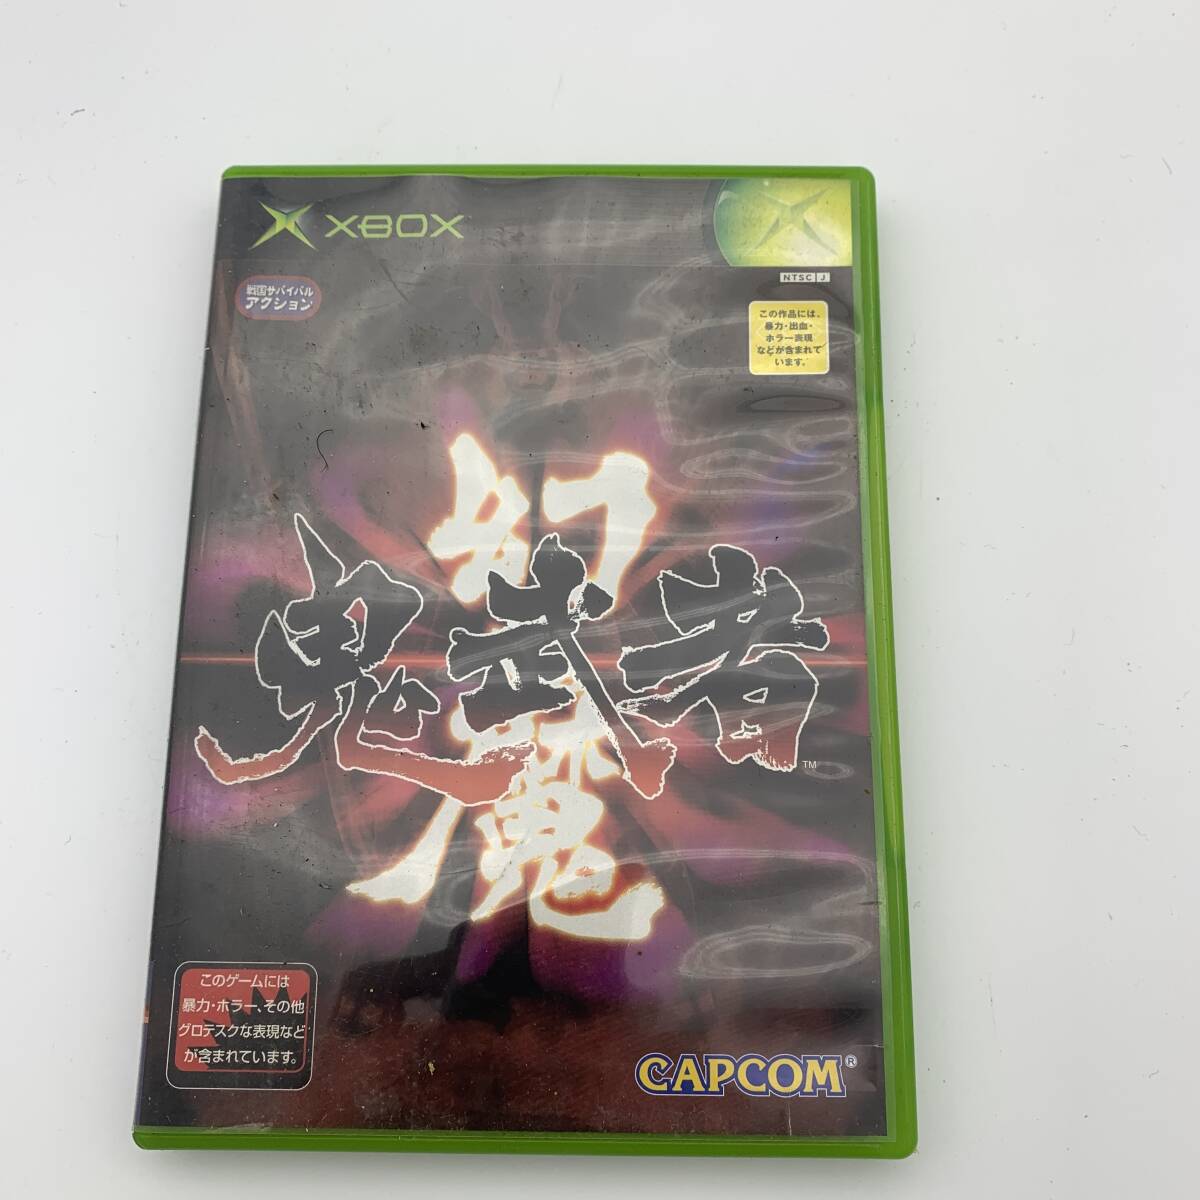 XBOX
NTSC J
戦国サバイバル
アクション
この作品には、
暴力・出血・
ホラー表現
などが含まれて
います。
幻魔
鬼武者
TM
このゲームには
暴力・ホラー、その他
グロテスクな表現など
が含まれています。
CAPCOM®